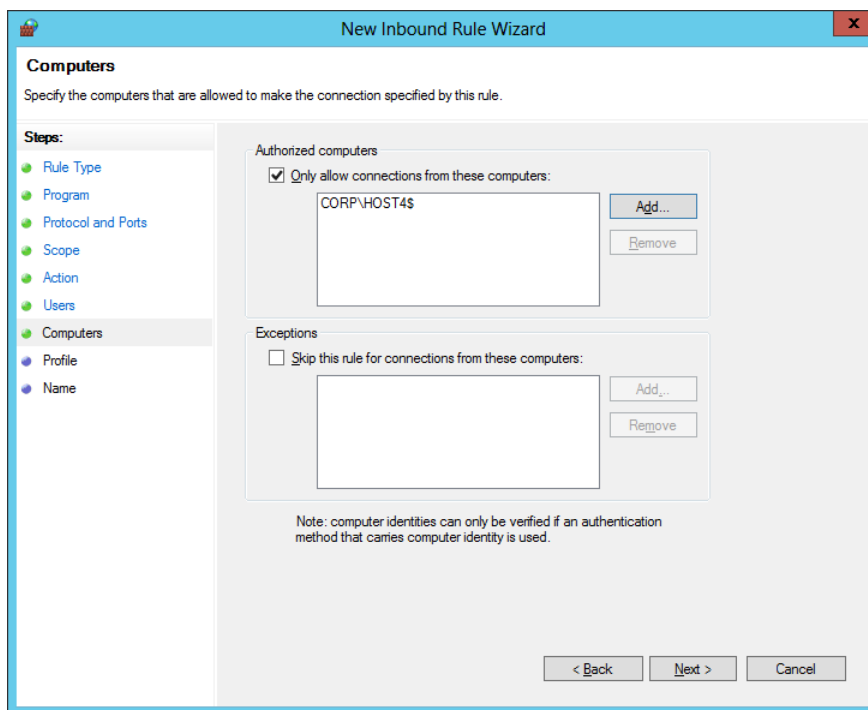 New Inbound Rule Wizard
x
Computers
Specify the computers that are allowed to make the connection specified by this rule.
Steps:
Rule Type
Program
Protocol and Ports
Scope
Action
Users
Computers
Profile
Name
Authorized computers
Only allow connections from these computers:
CORP\HOST4$
Add...
Remove
Exceptions
Skip this rule for connections from these computers:
Add...
Remove
Note: computer identities can only be verified if an authentication
method that carries computer identity is used.
< Back
Next >
Cancel